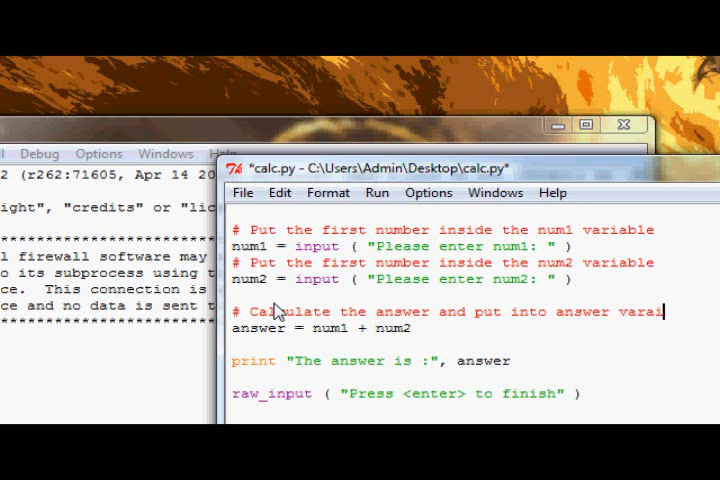 ll Debug Options Windows Help
2 (r262:71605, Apr 14 20
ight", "credits" or "lic
****************************
l firewall software may
o its subprocess using t
ce. This connection is
ce and no data is sent t
****************************
*calc.py - C:\Users\Admin\Desktop\calc.py*
File Edit Format Run Options Windows Help
# Put the first number inside the num1 variable
num1 = input ( "Please enter num1: " )
# Put the first number inside the num2 variable
num2 = input ( "Please enter num2: " )
# Calculate the answer and put into answer varai
answer = num1 + num2
print "The answer is :", answer
raw_input ( "Press <enter> to finish" )